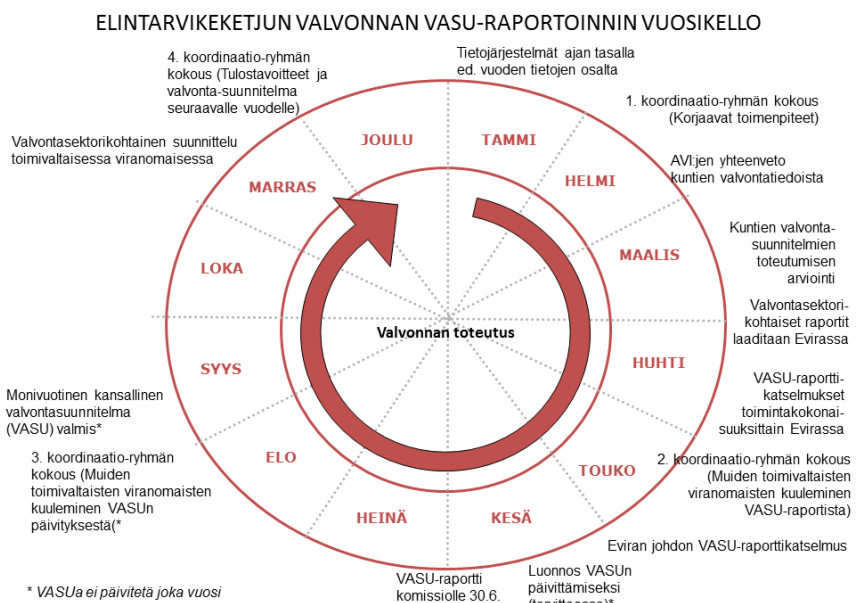 ELINTARVIKEKETJUN VALVONNAN VASU-RAPORTOINNIN VUOSIKELLO
4. koordinaatio-ryhmän
kokous (Tulostavoitteet ja
valvonta-suunnitelma
seuraavalle vuodelle)
Tietojärjestelmät ajan tasalla
ed. vuoden tietojen osalta
1. koordinaatio-ryhmän kokous
(Korjaavat toimenpiteet)
Valvontasektorikohtainen suunnittelu
toimivaltaisessa viranomaisessa
AVI:jen yhteenveto
kuntien valvontatiedoista
Kuntien valvonta-
suunnitelmien
toteutumisen
arviointi
Valvontasektori-
kohtaiset raportit
laaditaan Evirassa
VASU-raportti-
katselmukset
toimintakokonai-
suuksittain Evirassa
2. koordinaatio-ryhmän kokous
(Muiden toimivaltaisten
viranomaisten kuuleminen
VASU-raportista)
Eviran johdon VASU-raporttikatselmus
Luonnos VASUn
päivittämiseksi
(tarvittaessa)*
VASU-raportti
komissiolle 30.6.
3. koordinaatio-ryhmän
kokous (Muiden
toimivaltaisten viranomaisten
kuuleminen VASUn
päivityksestä(*
Monivuotinen kansallinen
valvontasuunnitelma
(VASU) valmis*
TAMMI
HELMI
MAALIS
HUHTI
TOUKO
KESÄ
HEINÄ
ELO
SYYS
LOKA
MARRAS
JOULU
Valvonnan toteutus
* VASUa ei päivitetä joka vuosi